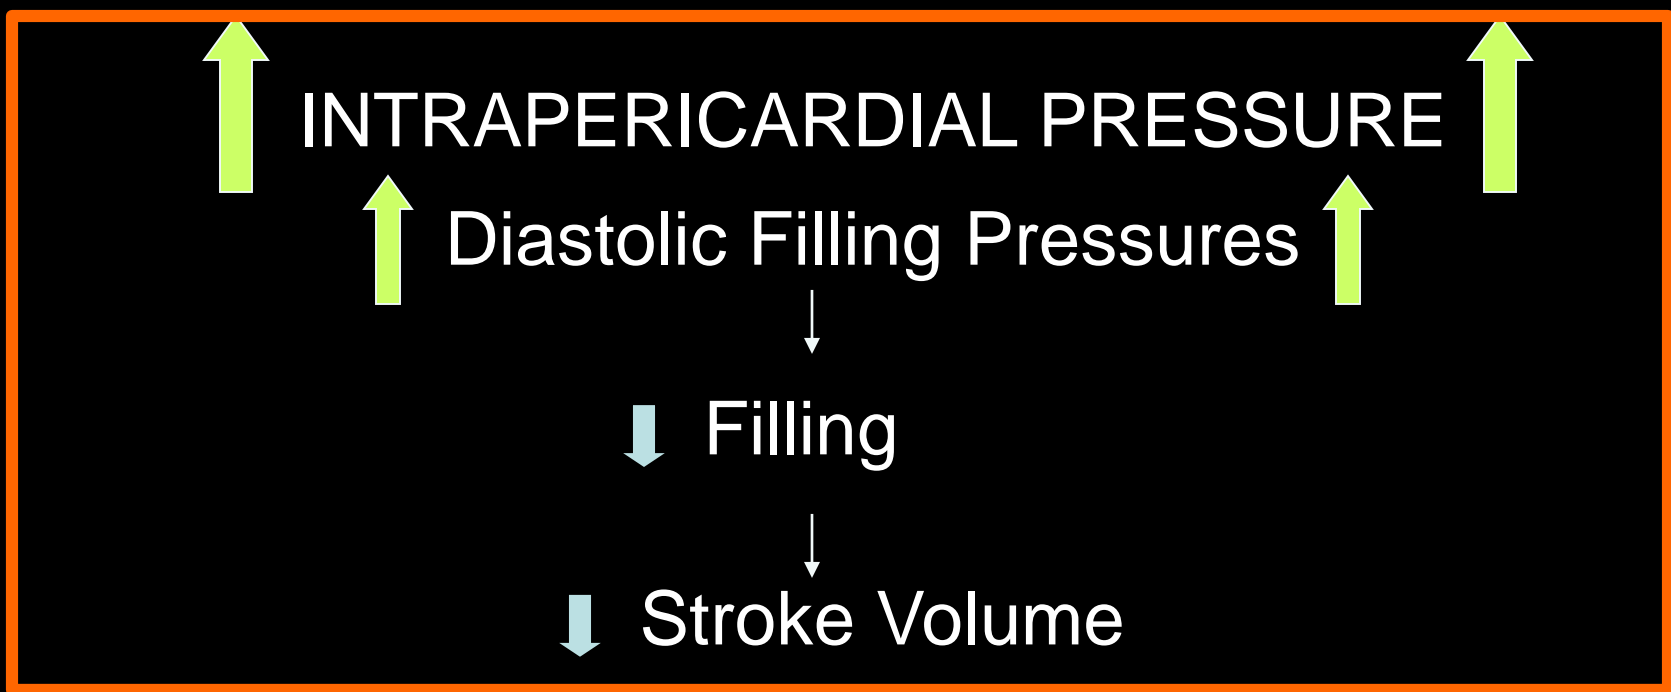 INTRAPERICARDIAL PRESSURE
Diastolic Filling Pressures
Filling
Stroke Volume